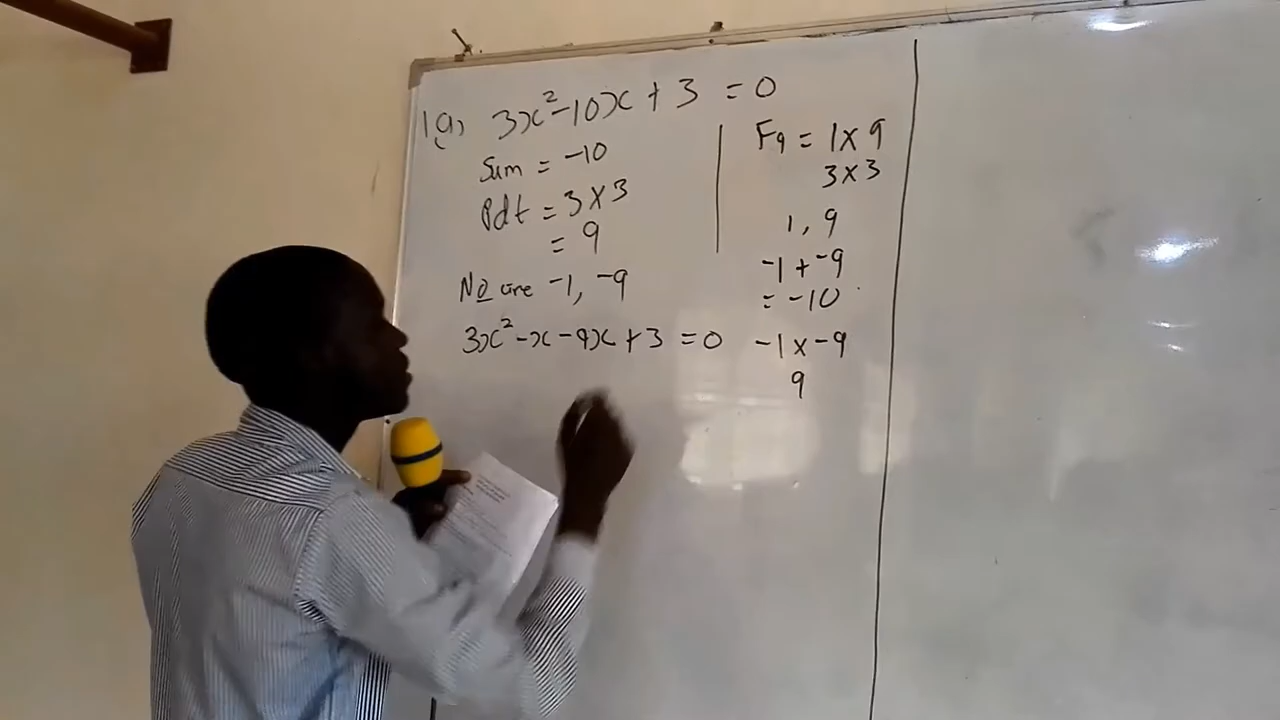 1(a) 3x² - 10x + 3 = 0
Sum = -10
Pdt = 3 X 3
= 9
No are -1, -9
3x² - x - 9x + 3 = 0
F₉ = 1 X 9
3 X 3
1, 9
-1 + -9
= -10
-1 x -9
9